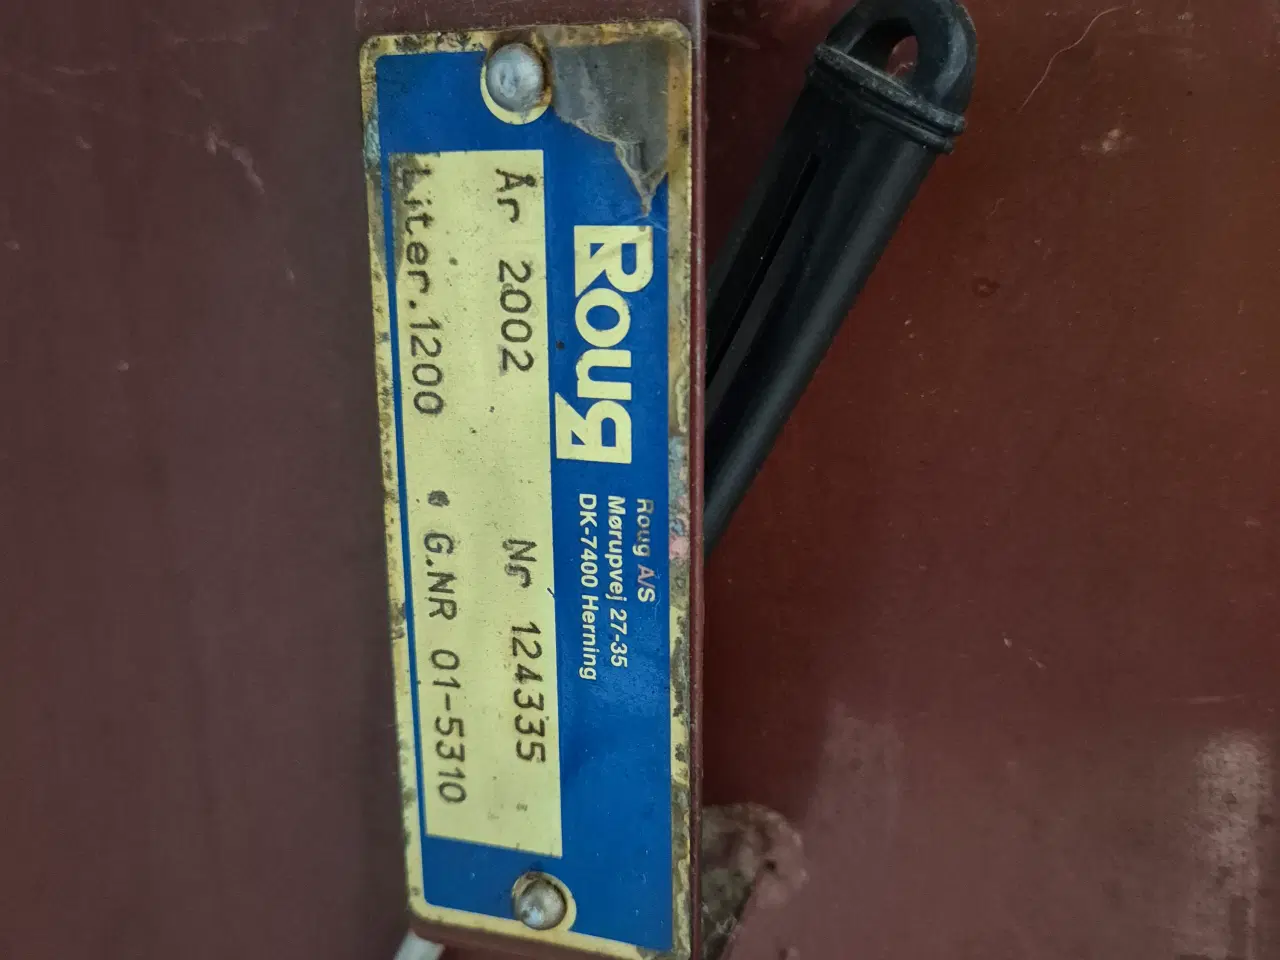 Roug
Roug A/S
Mørupvej 27-35
DK-7400 Herning
År 2002 Nr 124335
Liter.1200 G.NR 01-5310